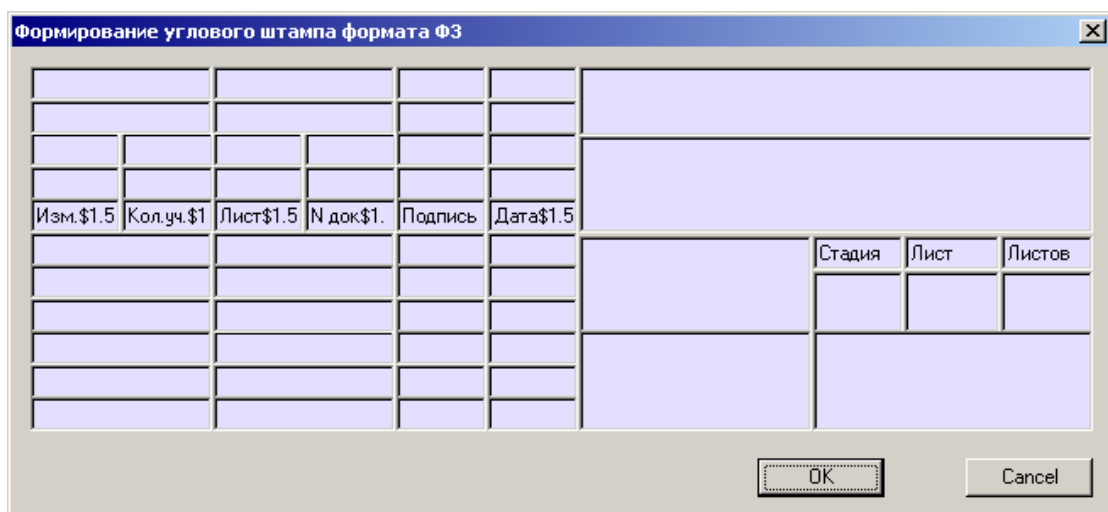 Формирование углового штампа формата Ф3
Изм.$1.5 Кол.уч.$1 Лист$1.5 N док$1. Подпись Дата$1.5
Стадия Лист Листов
OK Cancel